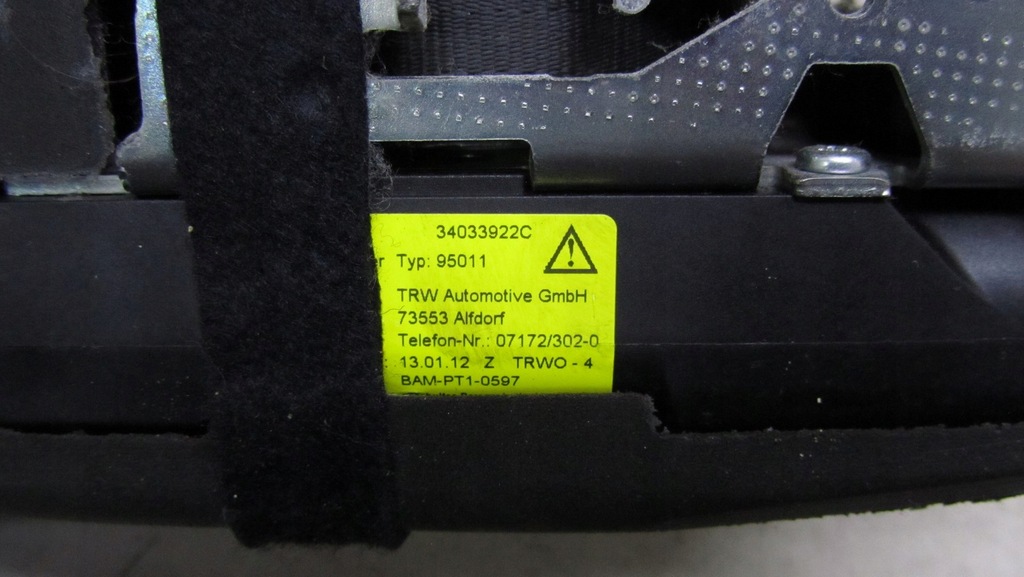 34033922C
Typ: 95011
TRW Automotive GmbH
73553 Alfdorf
Telefon-Nr.: 07172/302-0
13.01.12 Z TRWO - 4
BAM-PT1-0597